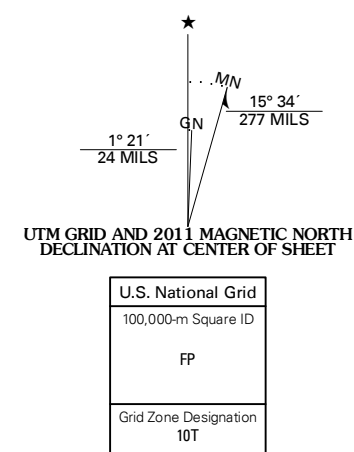 ★
MN
GN
15° 34´
277 MILS
1° 21´
24 MILS
UTM GRID AND 2011 MAGNETIC NORTH
DECLINATION AT CENTER OF SHEET
U.S. National Grid
100,000-m Square ID
FP
Grid Zone Designation
10T